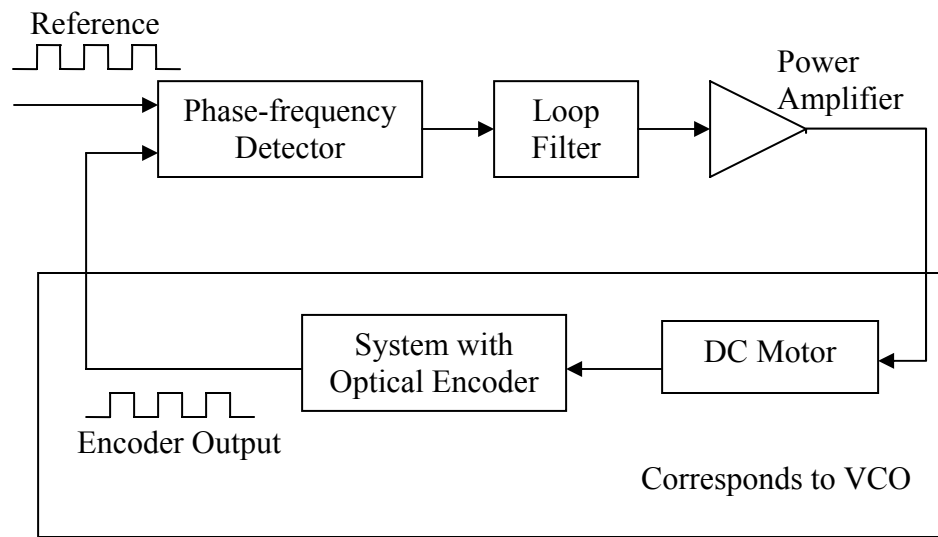 Reference
Phase-frequency
Detector
Loop
Filter
Power
Amplifier
System with
Optical Encoder
DC Motor
Encoder Output
Corresponds to VCO